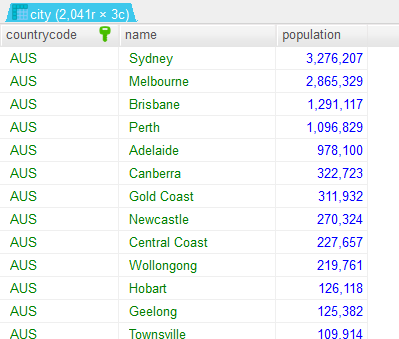 city (2,041r × 3c)
countrycode name population
AUS Sydney 3,276,207
AUS Melbourne 2,865,329
AUS Brisbane 1,291,117
AUS Perth 1,096,829
AUS Adelaide 978,100
AUS Canberra 322,723
AUS Gold Coast 311,932
AUS Newcastle 270,324
AUS Central Coast 227,657
AUS Wollongong 219,761
AUS Hobart 126,118
AUS Geelong 125,382
AUS Townsville 109,914